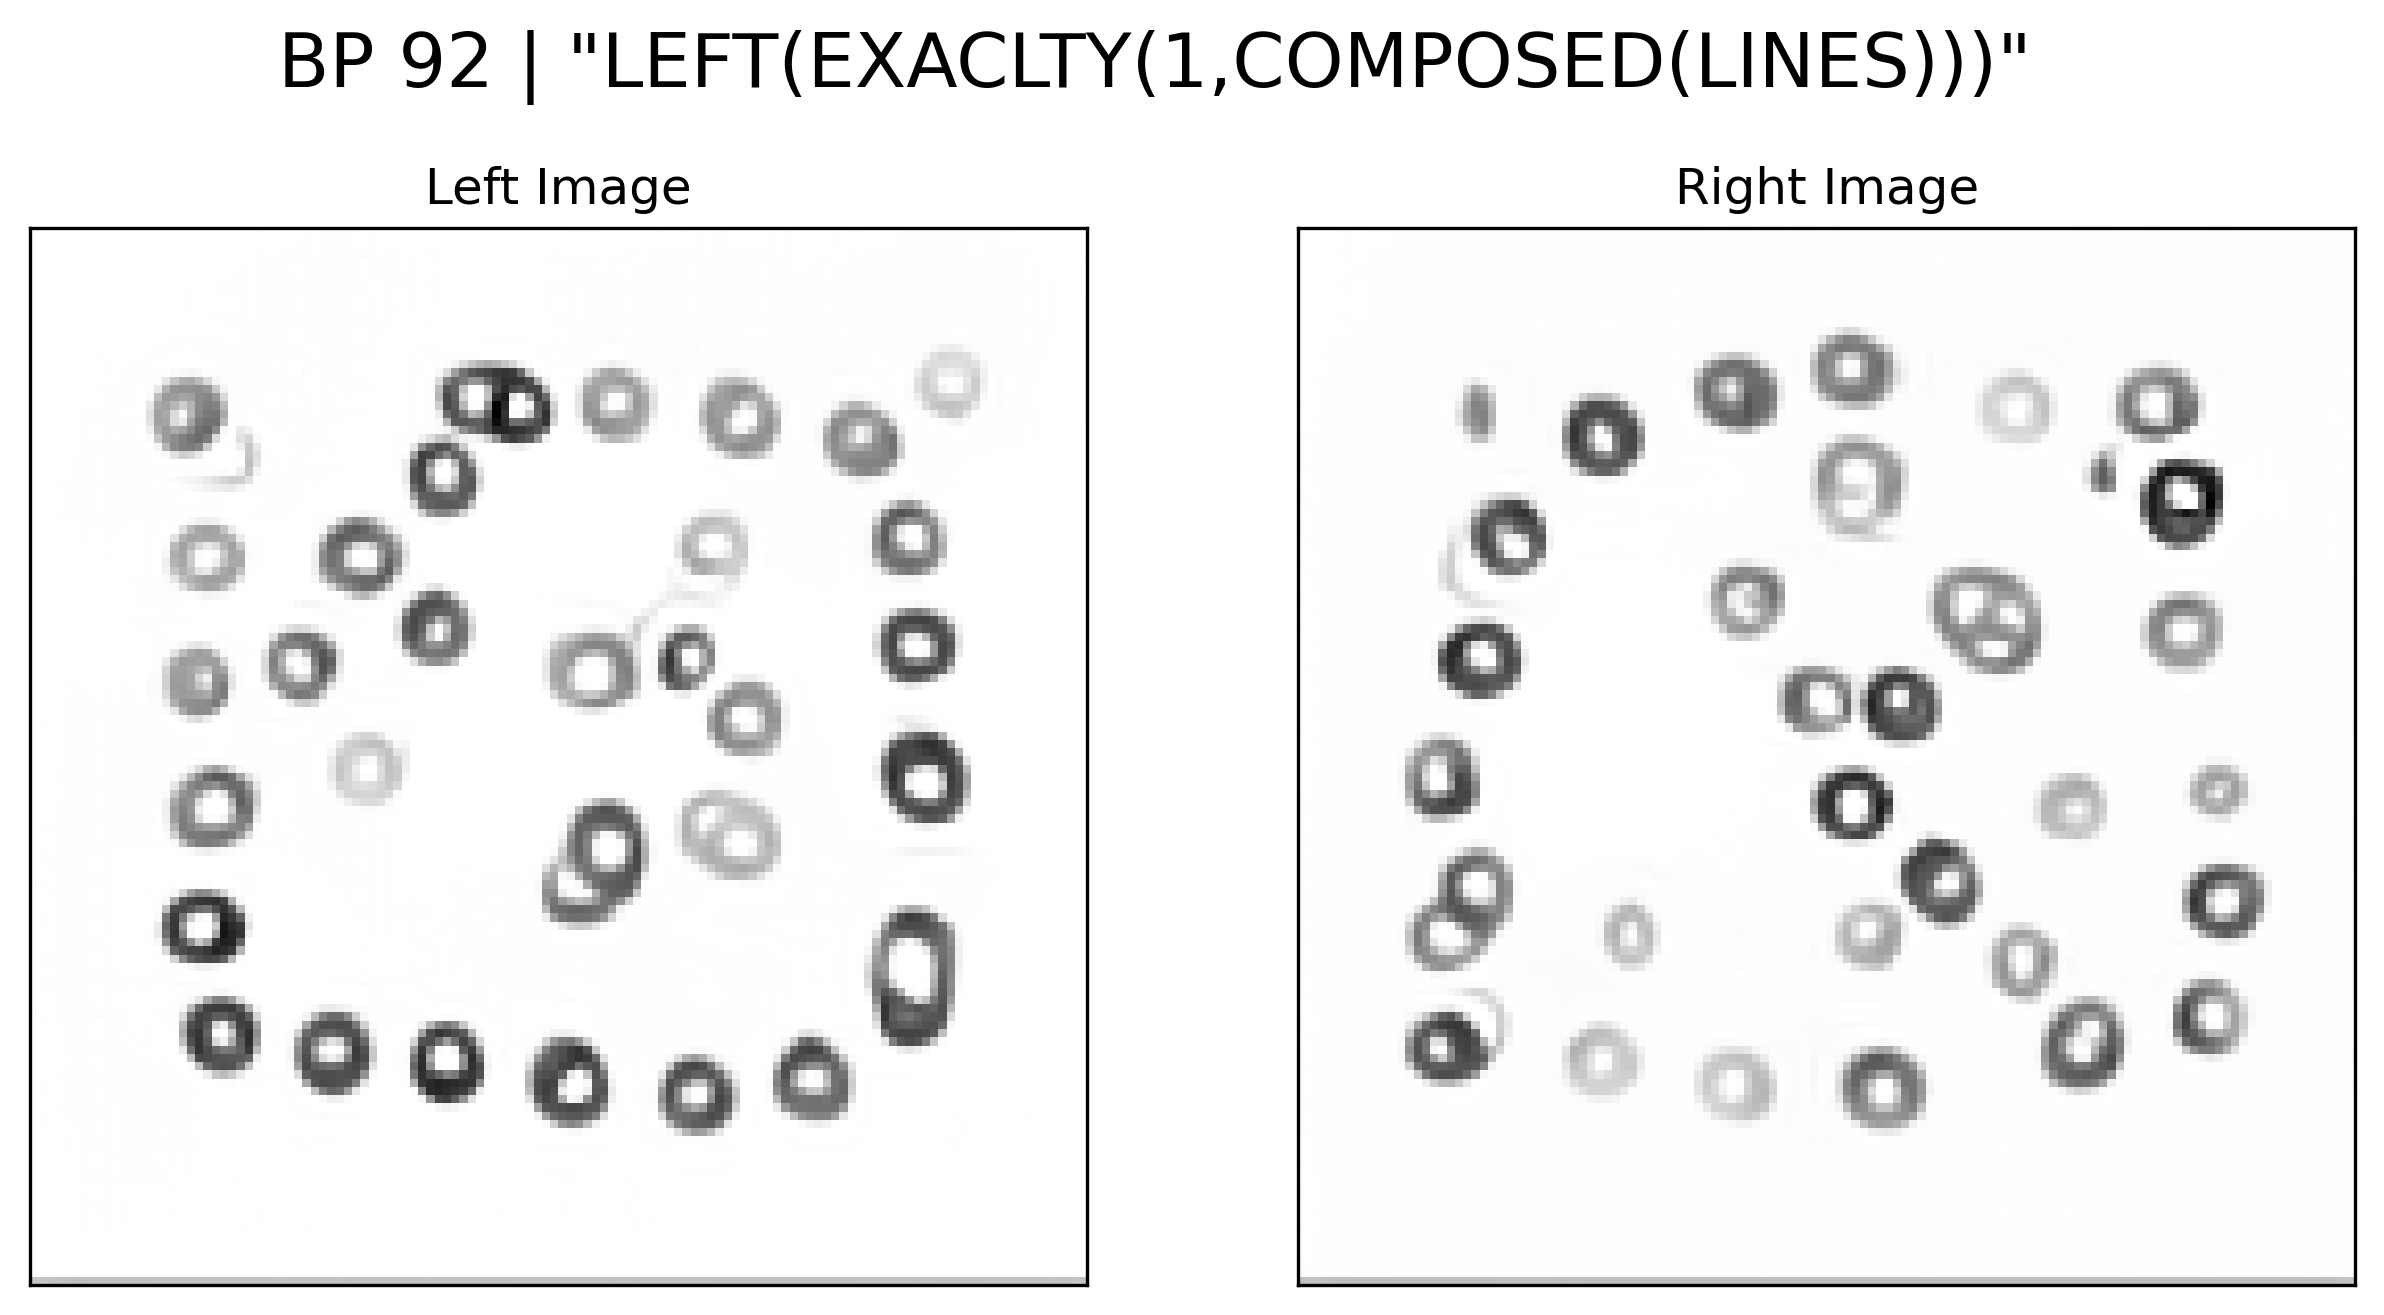 BP 92 | "LEFT(EXACLTY(1,COMPOSED(LINES)))"
Left Image
Right Image